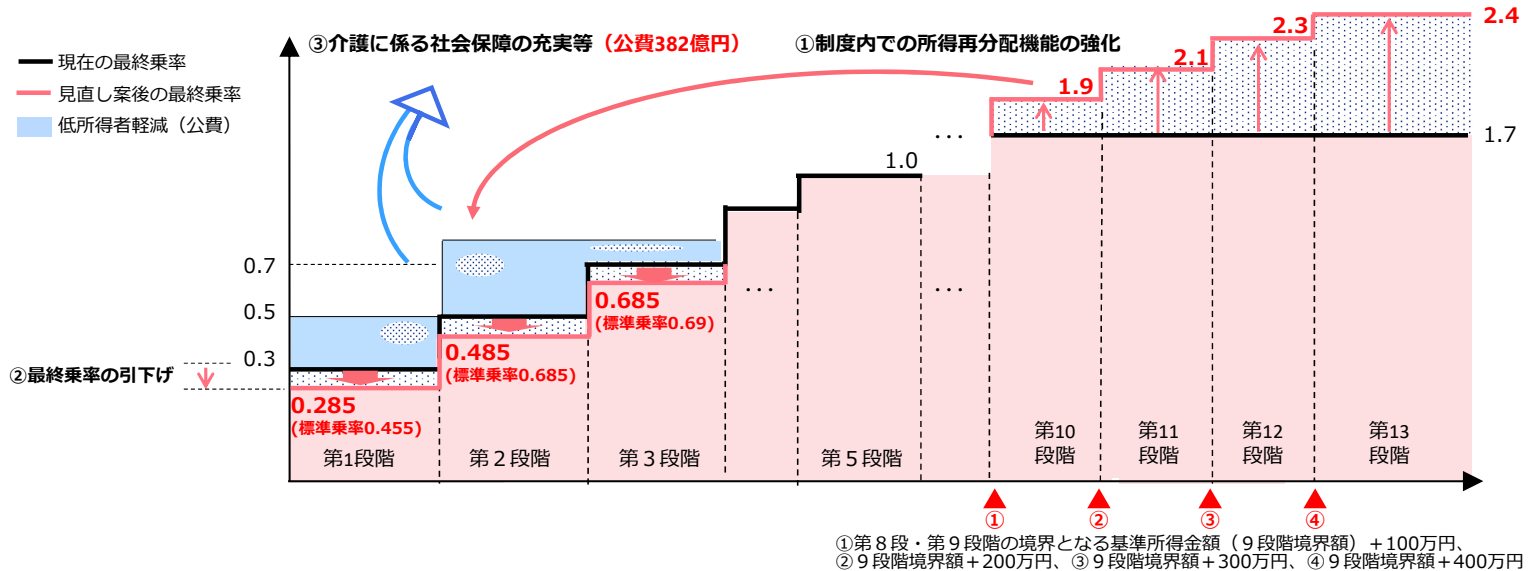 ③介護に係る社会保障の充実等（公費382億円）
①制度内での所得再分配機能の強化
現在の最終乗率
見直し案後の最終乗率
低所得者軽減（公費）
2.4
2.3
2.1
1.9
1.7
1.0
･･･
･･･
･･･
0.7
0.5
0.3
②最終乗率の引下げ
0.685
(標準乗率0.69)
0.485
(標準乗率0.685)
0.285
(標準乗率0.455)
第1段階
第２段階
第３段階
第５段階
第10
段階
第11
段階
第12
段階
第13
段階
①
②
③
④
①第８段・第９段階の境界となる基準所得金額（９段階境界額）＋100万円、
②９段階境界額＋200万円、③９段階境界額＋300万円、④９段階境界額＋400万円